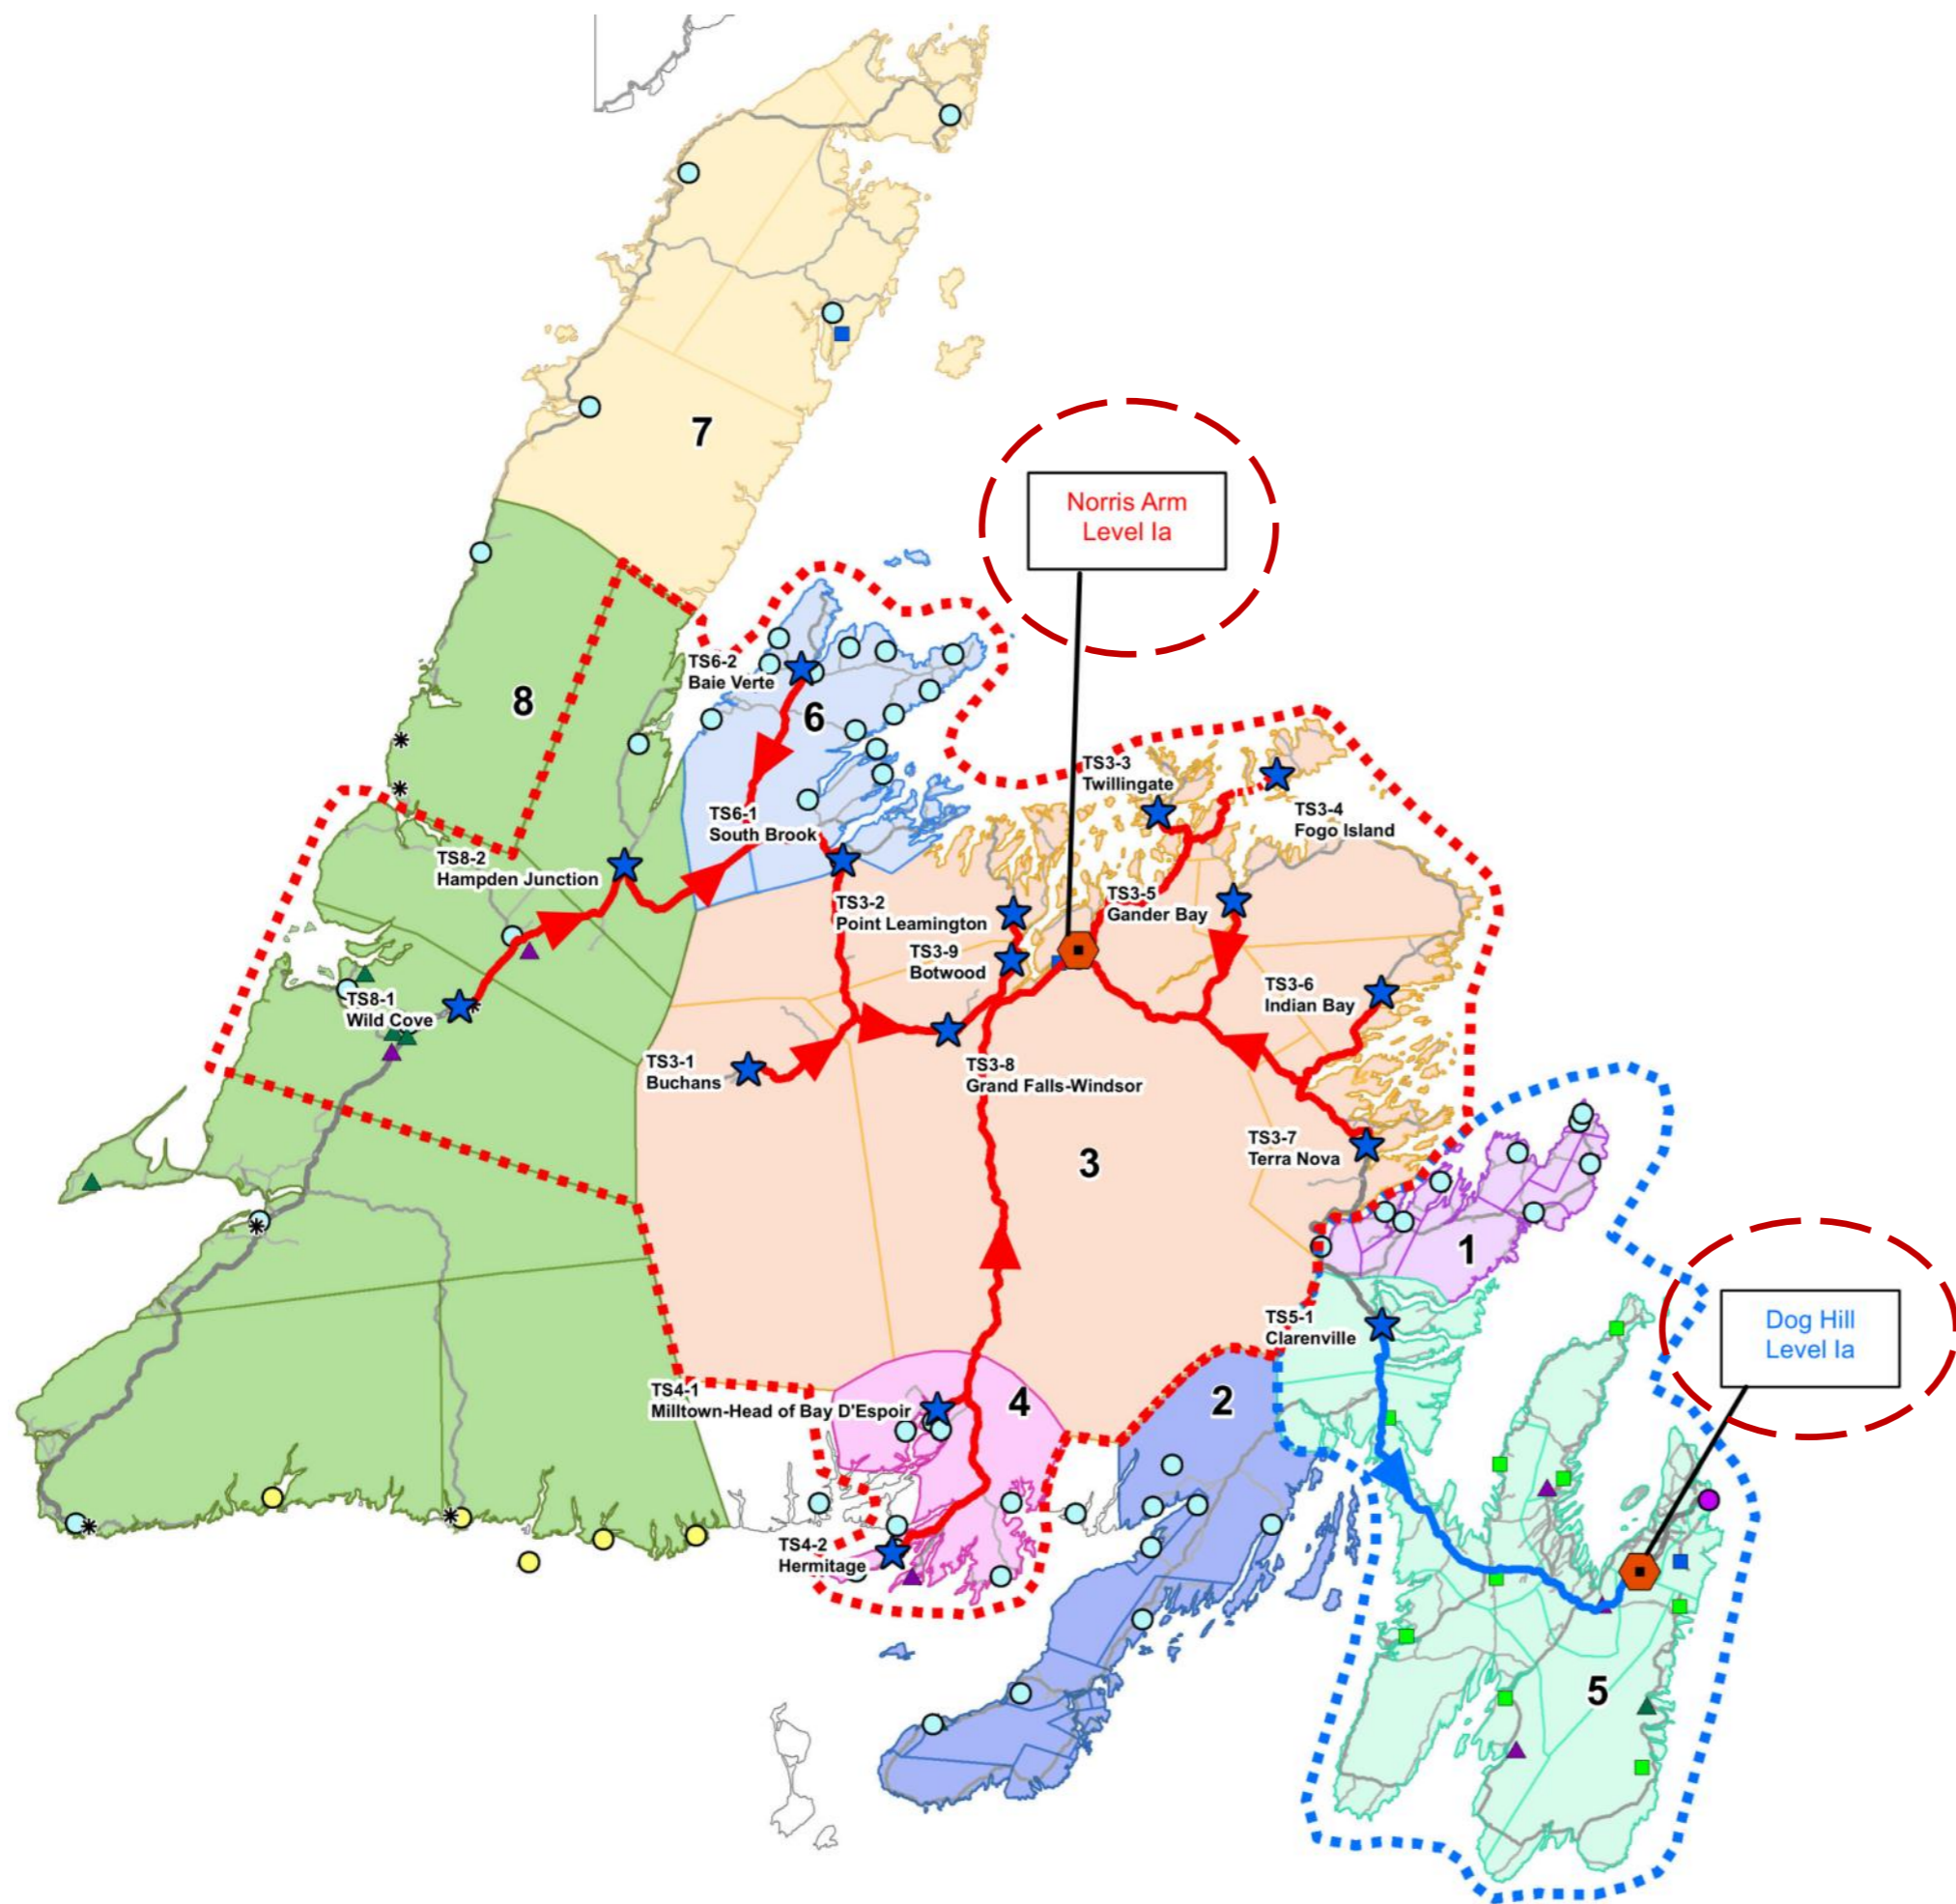 7
Norris Arm
Level Ia
TS6-2
Baie Verte
8
6
TS3-3
Twillingate
TS6-1
South Brook
TS3-4
Fogo Island
TS8-2
Hampden Junction
TS3-2
Point Leamington
TS3-5
Gander Bay
TS3-9
Botwood
TS8-1
Wild Cove
TS3-6
Indian Bay
TS3-1
Buchans
TS3-8
Grand Falls-Windsor
3
TS3-7
Terra Nova
1
TS5-1
Clarenville
Dog Hill
Level Ia
TS4-1
Milltown-Head of Bay D'Espoir
4
2
TS4-2
Hermitage
5